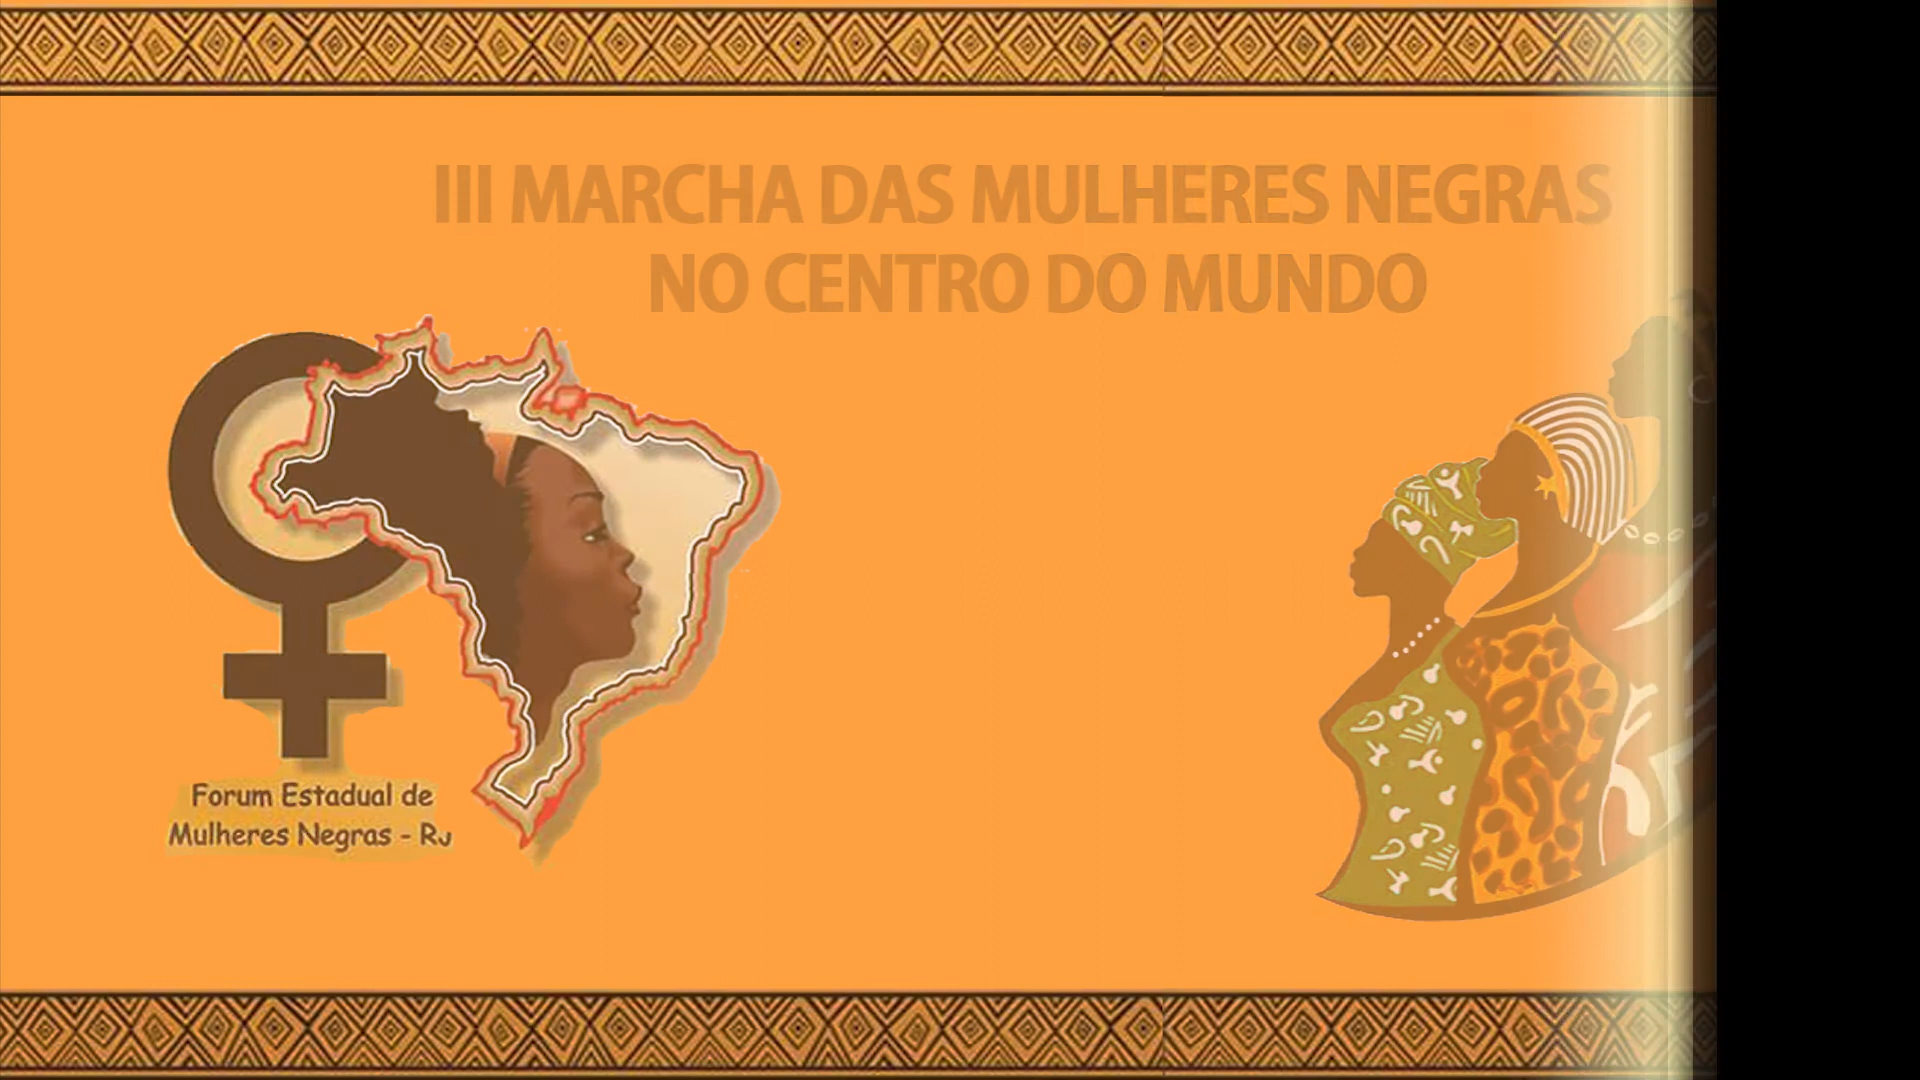 III MARCHA DAS MULHERES NEGRAS
NO CENTRO DO MUNDO
Forum Estadual de
Mulheres Negras - RJ